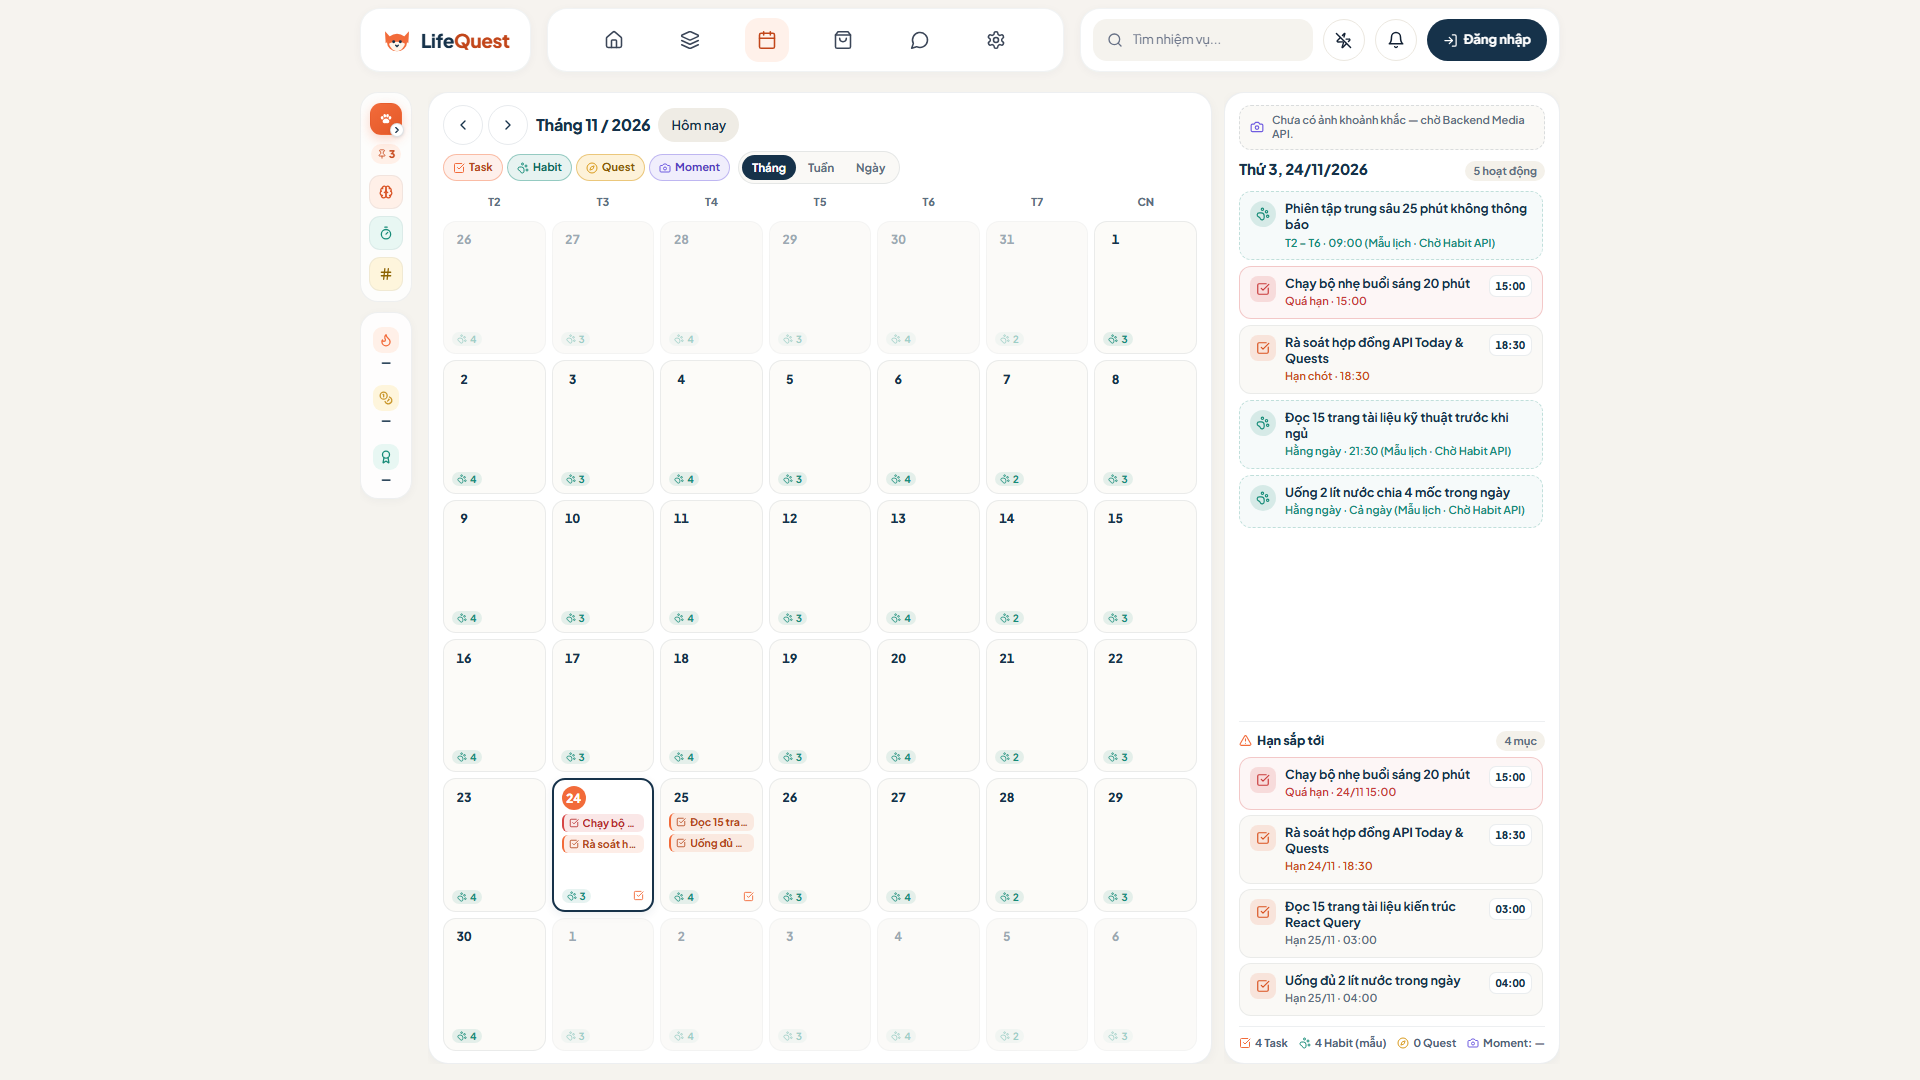 LifeQuest
Tìm nhiệm vụ...
Đăng nhập
3
–
–
–
Tháng 11 / 2026
Hôm nay
Task
Habit
Quest
Moment
Tháng
Tuần
Ngày
T2 T3 T4 T5 T6 T7 CN
26 27 28 29 30 31 1
4 3 4 3 4 2 3
2 3 4 5 6 7 8
4 3 4 3 4 2 3
9 10 11 12 13 14 15
4 3 4 3 4 2 3
16 17 18 19 20 21 22
4 3 4 3 4 2 3
23 24 25 26 27 28 29
Chạy bộ ... Đọc 15 tra...
Rà soát h... Uống đủ ...
4 3 4 3 4 2 3
30 1 2 3 4 5 6
4 3 4 3 4 2 3
Chưa có ảnh khoảnh khắc — chờ Backend Media
API.
Thứ 3, 24/11/2026
5 hoạt động
Phiên tập trung sâu 25 phút không thông
báo
T2 – T6 · 09:00 (Mẫu lịch · Chờ Habit API)
Chạy bộ nhẹ buổi sáng 20 phút
15:00
Quá hạn · 15:00
Rà soát hợp đồng API Today &
Quests
18:30
Hạn chót · 18:30
Đọc 15 trang tài liệu kỹ thuật trước khi
ngủ
Hằng ngày · 21:30 (Mẫu lịch · Chờ Habit API)
Uống 2 lít nước chia 4 mốc trong ngày
Hằng ngày · Cả ngày (Mẫu lịch · Chờ Habit API)
Hạn sắp tới
4 mục
Chạy bộ nhẹ buổi sáng 20 phút
15:00
Quá hạn · 24/11 15:00
Rà soát hợp đồng API Today &
Quests
18:30
Hạn 24/11 · 18:30
Đọc 15 trang tài liệu kiến trúc
React Query
03:00
Hạn 25/11 · 03:00
Uống đủ 2 lít nước trong ngày
04:00
Hạn 25/11 · 04:00
4 Task
4 Habit (mẫu)
0 Quest
Moment: —